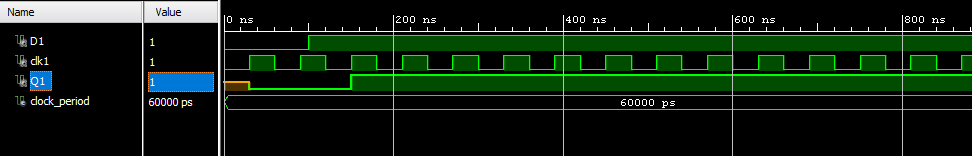 Name Value 0 ns 200 ns 400 ns 600 ns 800 ns
D1 1
clk1 1
Q1 1
clock_period 60000 ps 60000 ps